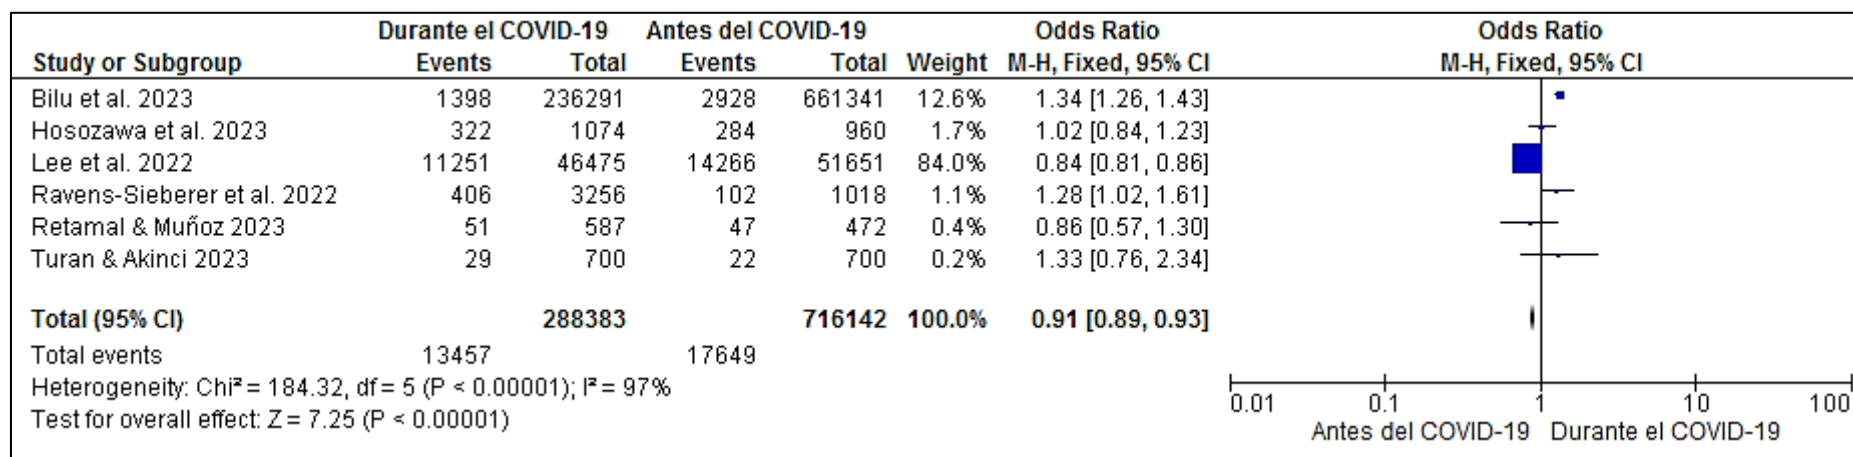 Durante el COVID-19 Antes del COVID-19 Odds Ratio Odds Ratio
Study or Subgroup Events Total Events Total Weight M-H, Fixed, 95% CI M-H, Fixed, 95% CI
Bilu et al. 2023 1398 236291 2928 661341 12.6% 1.34 [1.26, 1.43]
Hosozawa et al. 2023 322 1074 284 960 1.7% 1.02 [0.84, 1.23]
Lee et al. 2022 11251 46475 14266 51651 84.0% 0.84 [0.81, 0.86]
Ravens-Sieberer et al. 2022 406 3256 102 1018 1.1% 1.28 [1.02, 1.61]
Retamal & Muñoz 2023 51 587 47 472 0.4% 0.86 [0.57, 1.30]
Turan & Akinci 2023 29 700 22 700 0.2% 1.33 [0.76, 2.34]
Total (95% CI) 288383 716142 100.0% 0.91 [0.89, 0.93]
Total events 13457 17649
Heterogeneity: Chi² = 184.32, df = 5 (P < 0.00001); I² = 97%
Test for overall effect: Z = 7.25 (P < 0.00001)
0.01 0.1 1 10 100
Antes del COVID-19 Durante el COVID-19